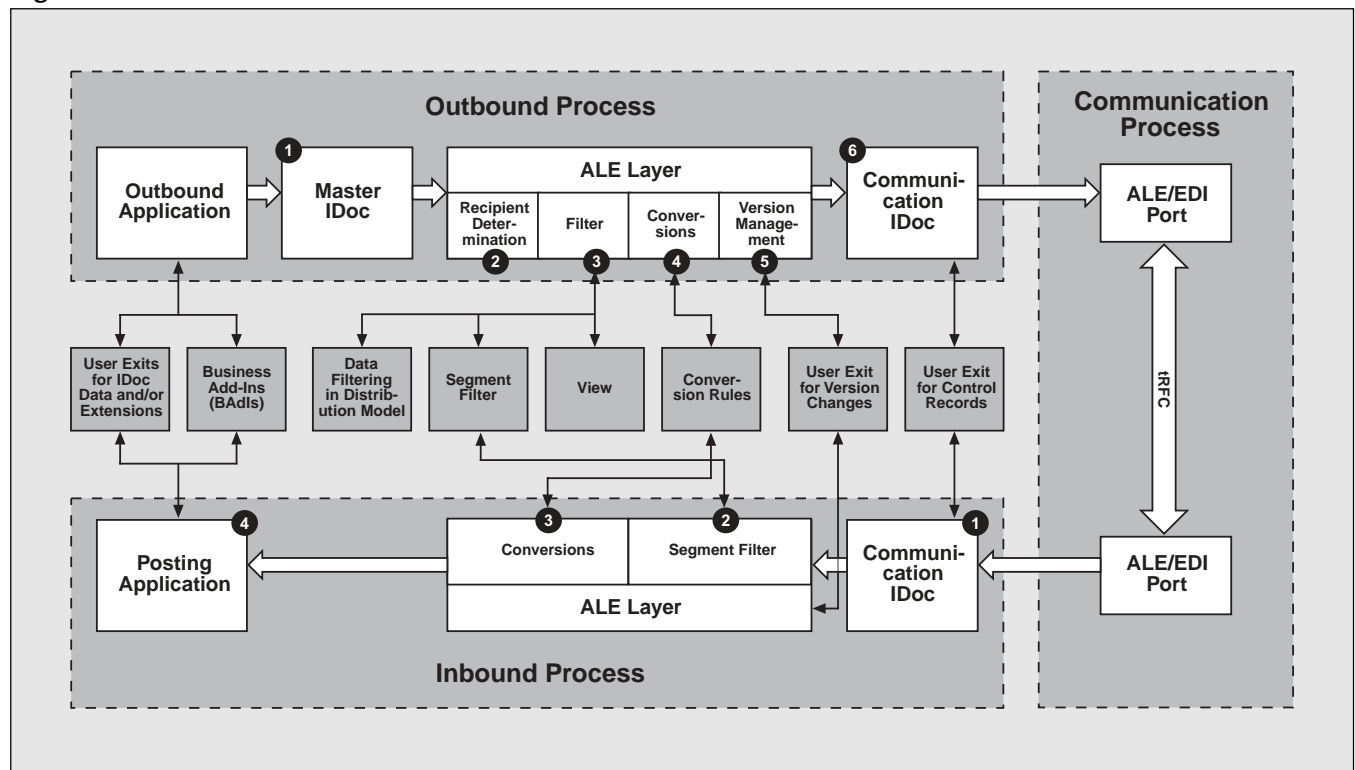 Outbound Process
Communication
Process
1
6
Outbound
Application
Master
IDoc
ALE Layer
Recipient
Deter-
mination
2
Filter
3
Conver-
sions
4
Version
Manage-
ment
5
Communi-
cation
IDoc
ALE/EDI
Port
User Exits
for IDoc
Data and/or
Extensions
Business
Add-Ins
(BAdIs)
Data
Filtering
in Distrib-
ution Model
Segment
Filter
View
Conver-
sion Rules
User Exit
for Version
Changes
User Exit
for Control
Records
tRFC
4
Posting
Application
3
Conversions
2
Segment Filter
ALE Layer
1
Communi-
cation
IDoc
ALE/EDI
Port
Inbound Process